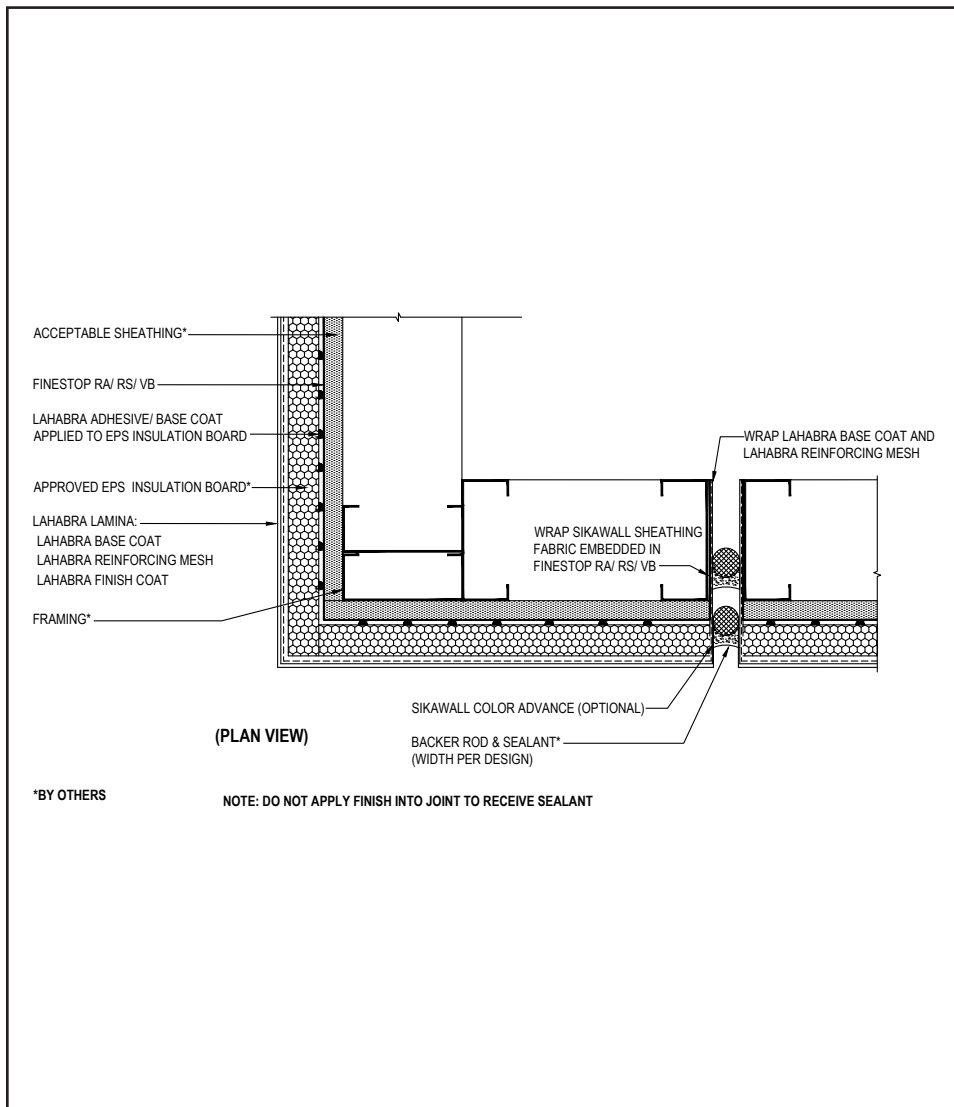 ACCEPTABLE SHEATHING*
FINESTOP RA/ RS/ VB
LAHABRA ADHESIVE/ BASE COAT
APPLIED TO EPS INSULATION BOARD
APPROVED EPS INSULATION BOARD*
LAHABRA LAMINA:
LAHABRA BASE COAT
LAHABRA REINFORCING MESH
LAHABRA FINISH COAT
FRAMING*
WRAP LAHABRA BASE COAT AND
LAHABRA REINFORCING MESH
WRAP SIKAWALL SHEATHING
FABRIC EMBEDDED IN
FINESTOP RA/ RS/ VB
SIKAWALL COLOR ADVANCE (OPTIONAL)
BACKER ROD & SEALANT*
(WIDTH PER DESIGN)
(PLAN VIEW)
*BY OTHERS
NOTE: DO NOT APPLY FINISH INTO JOINT TO RECEIVE SEALANT